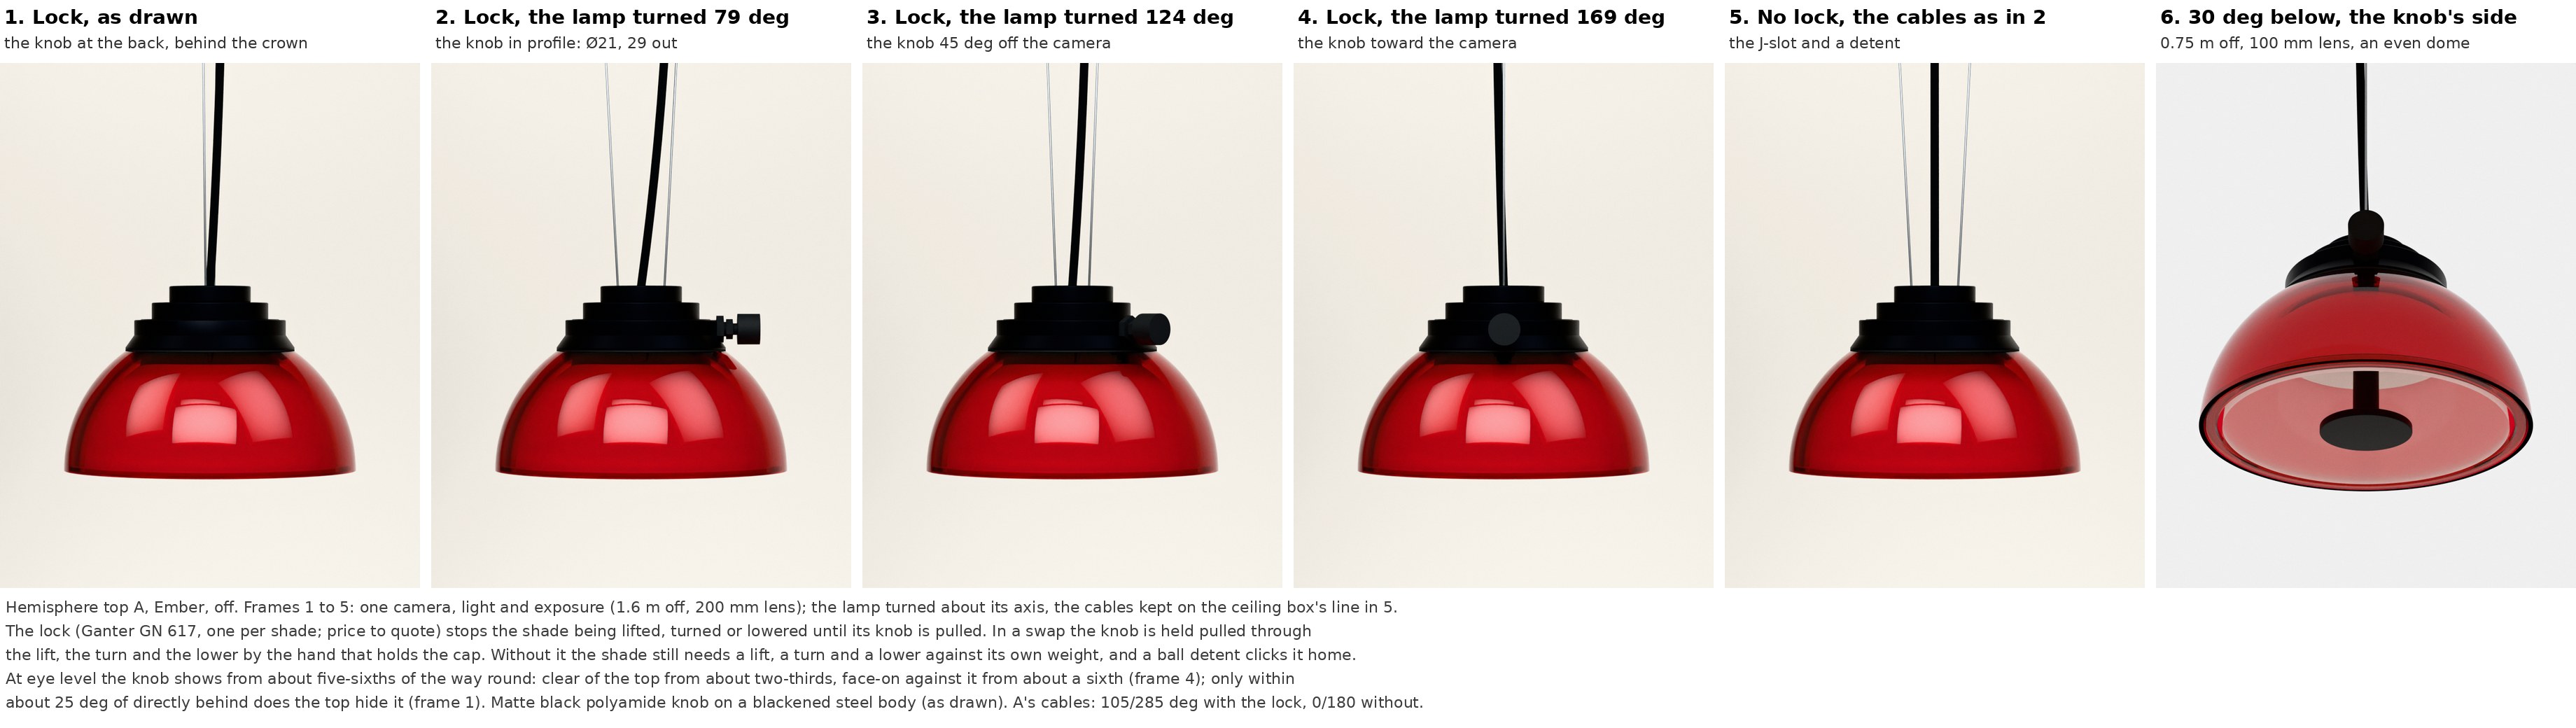 1. Lock, as drawn
the knob at the back, behind the crown
2. Lock, the lamp turned 79 deg
the knob in profile: Ø21, 29 out
3. Lock, the lamp turned 124 deg
the knob 45 deg off the camera
4. Lock, the lamp turned 169 deg
the knob toward the camera
5. No lock, the cables as in 2
the J-slot and a detent
6. 30 deg below, the knob's side
0.75 m off, 100 mm lens, an even dome
Hemisphere top A, Ember, off. Frames 1 to 5: one camera, light and exposure (1.6 m off, 200 mm lens); the lamp turned about its axis, the cables kept on the ceiling box's line in 5.
The lock (Ganter GN 617, one per shade; price to quote) stops the shade being lifted, turned or lowered until its knob is pulled. In a swap the knob is held pulled through
the lift, the turn and the lower by the hand that holds the cap. Without it the shade still needs a lift, a turn and a lower against its own weight, and a ball detent clicks it home.
At eye level the knob shows from about five-sixths of the way round: clear of the top from about two-thirds, face-on against it from about a sixth (frame 4); only within
about 25 deg of directly behind does the top hide it (frame 1). Matte black polyamide knob on a blackened steel body (as drawn). A's cables: 105/285 deg with the lock, 0/180 without.